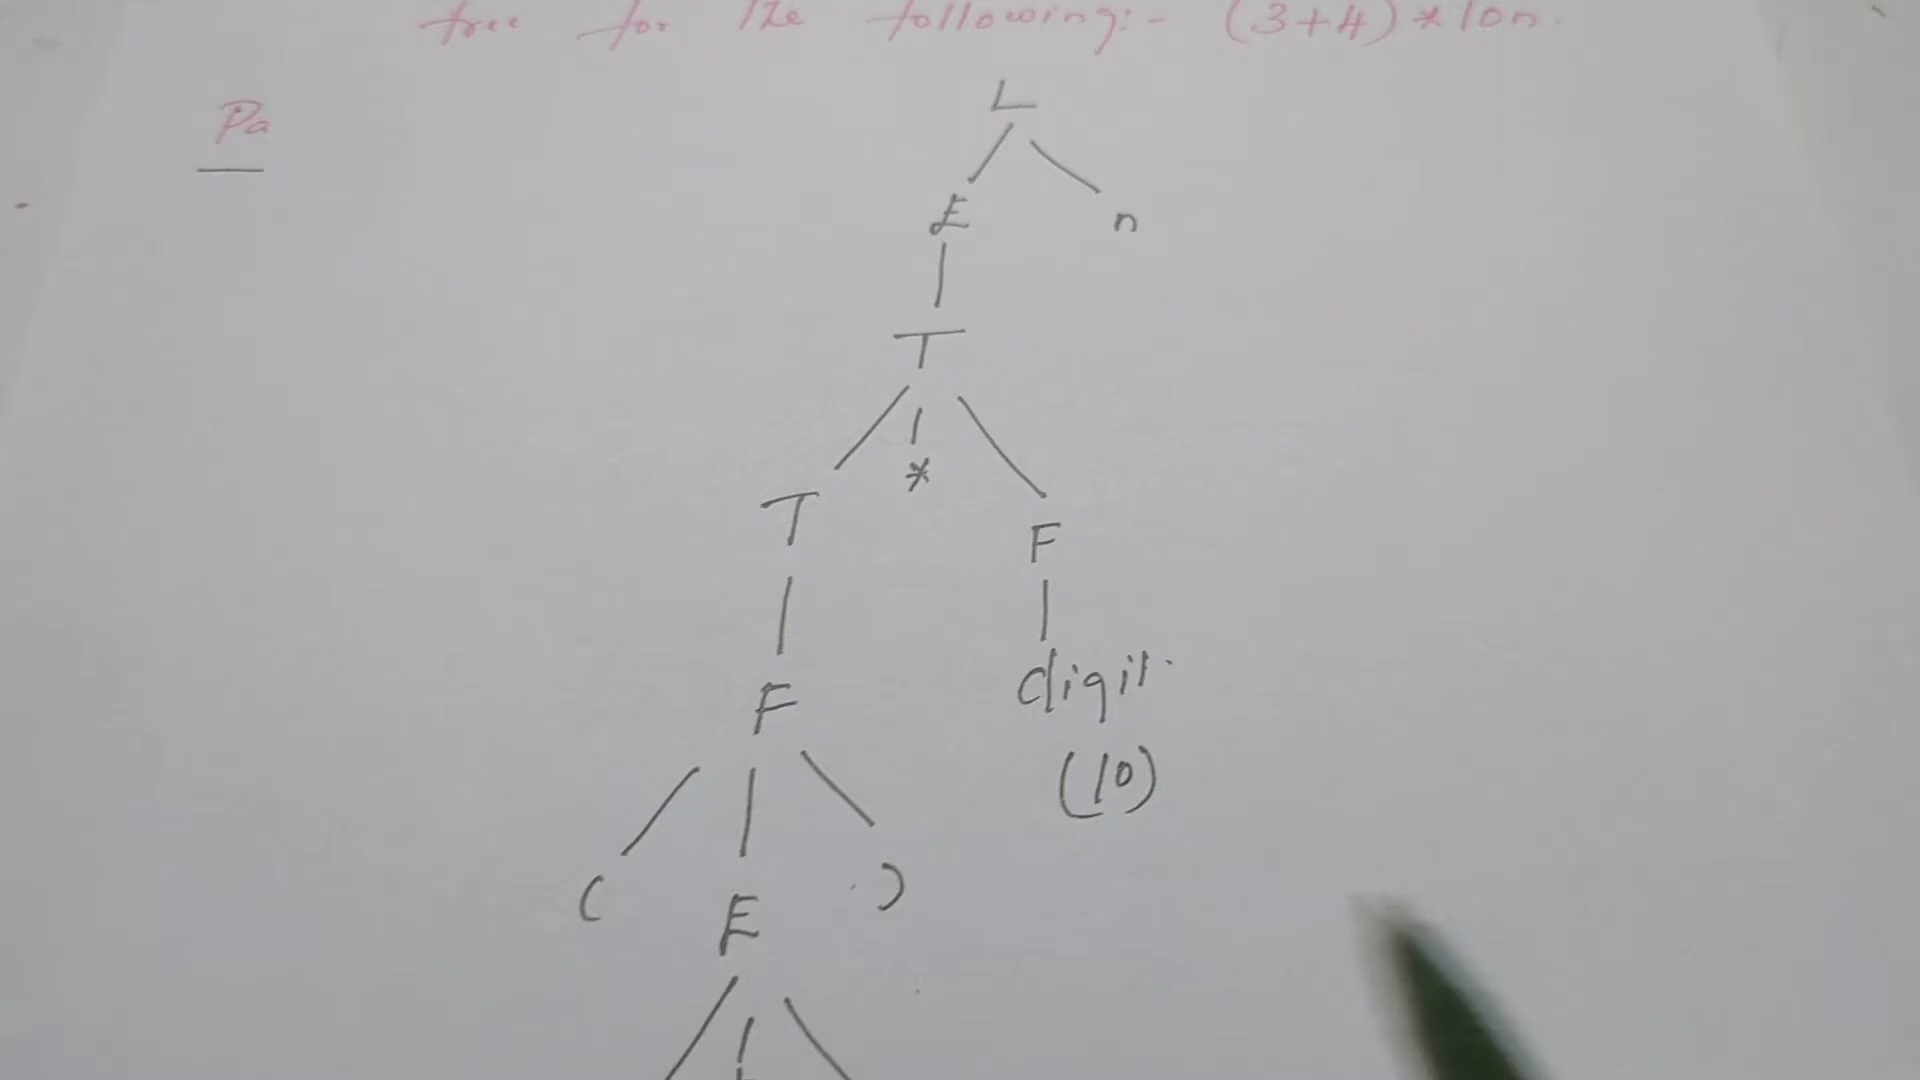 tree for the following:- (3+4)*10n.
Pa
L
E n
T
T * F
F digit.
(10)
( E )